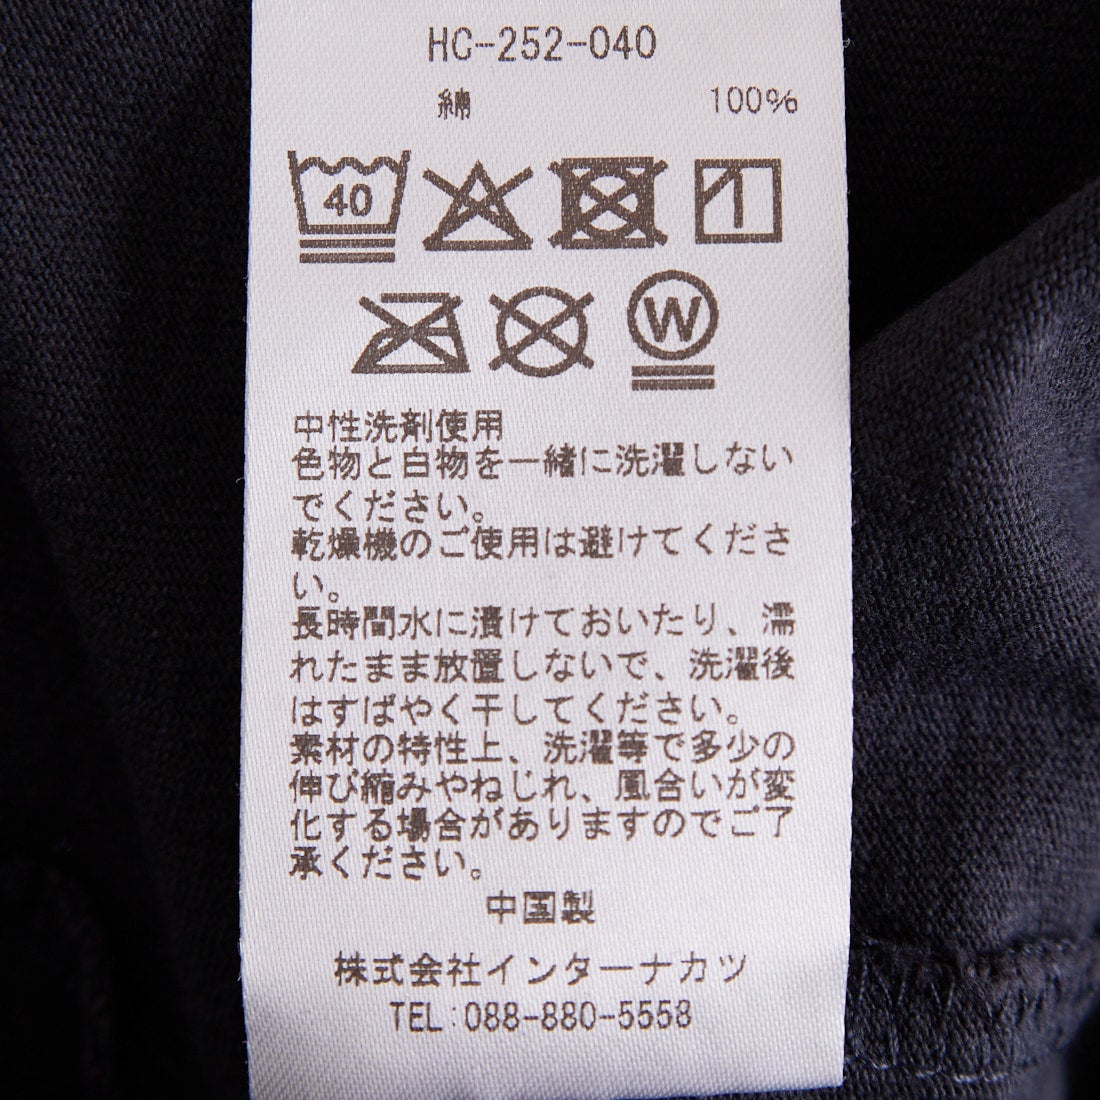 HC-252-040
綿 100%
40
W
中性洗剤使用
色物と白物を一緒に洗濯しない
でください。
乾燥機のご使用は避けてくださ
い。
長時間水に漬けておいたり、濡
れたまま放置しないで、洗濯後
はすばやく干してください。
素材の特性上、洗濯等で多少の
伸び縮みやねじれ、風合いが変
化する場合がありますのでご了
承ください。
中国製
株式会社インターナカツ
TEL:088-880-5558